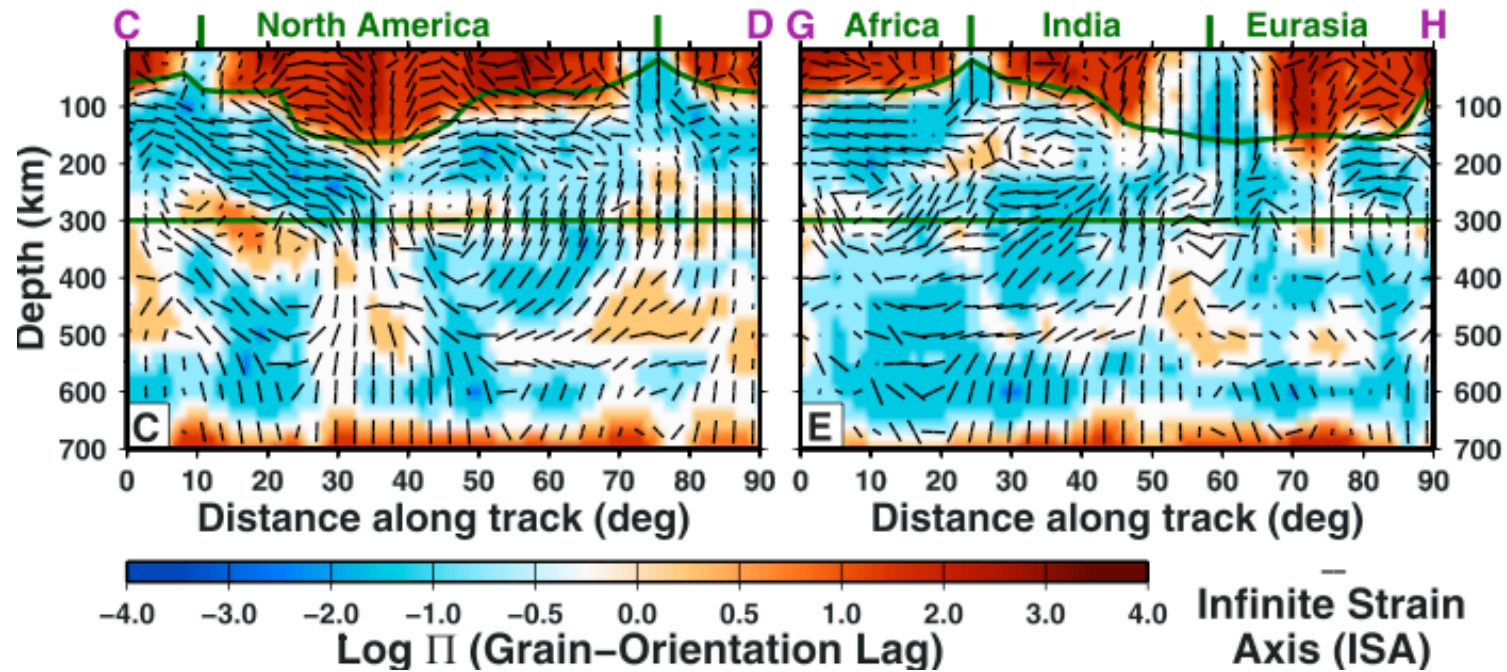 C North America D G Africa India Eurasia H
100 100
200 200
300 300
400 400
500 500
600 600
700 700
Depth (km)
C E
0 10 20 30 40 50 60 70 80 90 0 10 20 30 40 50 60 70 80 90
Distance along track (deg) Distance along track (deg)
−4.0 −3.0 −2.0 −1.0 −0.5 0.0 0.5 1.0 2.0 3.0 4.0
Log Π (Grain−Orientation Lag)
Infinite Strain
Axis (ISA)